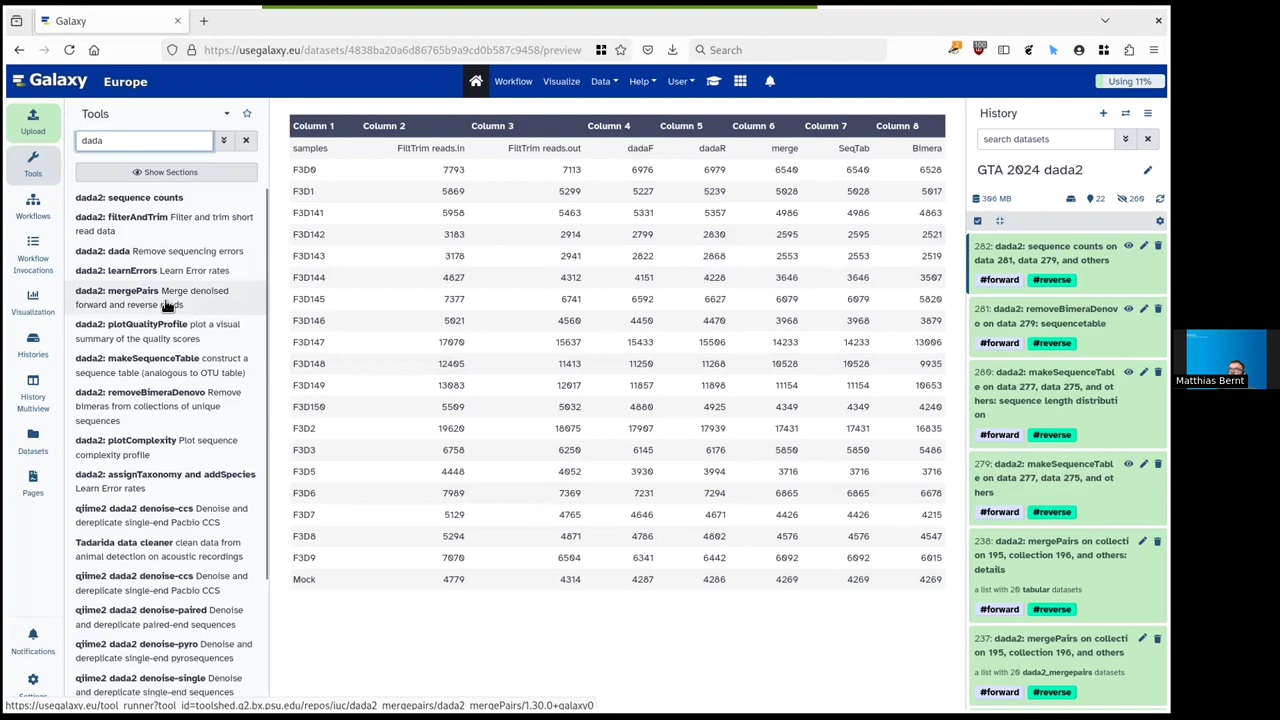 Galaxy
https://usegalaxy.eu/datasets/4838ba20a6d86765b9a9cd0b587c9458/preview
Search
Galaxy Europe
Workflow Visualize Data Help User
Using 11%
Upload
Tools
Workflows
Workflow
Invocations
Visualization
Histories
History
Multiview
Datasets
Pages
Notifications
Tools
dada
Show Sections
dada2: sequence counts
dada2: filterAndTrim Filter and trim short
read data
dada2: dada Remove sequencing errors
dada2: learnErrors Learn Error rates
dada2: mergePairs Merge denoised
forward and reverse reads
dada2: plotQualityProfile plot a visual
summary of the quality scores
dada2: makeSequenceTable construct a
sequence table (analogous to OTU table)
dada2: removeBimeraDenovo Remove
bimeras from collections of unique
sequences
dada2: plotComplexity Plot sequence
complexity profile
dada2: assignTaxonomy and addSpecies
Learn Error rates
qiime2 dada2 denoise-ccs Denoise and
dereplicate single-end Pacbio CCS
Tadarida data cleaner clean data from
animal detection on acoustic recordings
qiime2 dada2 denoise-ccs Denoise and
dereplicate single-end Pacbio CCS
qiime2 dada2 denoise-paired Denoise
and dereplicate paired-end sequences
qiime2 dada2 denoise-pyro Denoise and
dereplicate single-end pyrosequences
qiime2 dada2 denoise-single Denoise
and dereplicate single-end sequences
Column 1 Column 2 Column 3 Column 4 Column 5 Column 6 Column 7 Column 8
samples FiltTrim reads.in FiltTrim reads.out dadaF dadaR merge SeqTab Bimera
F3D0 7793 7113 6976 6979 6540 6540 6528
F3D1 5869 5299 5227 5239 5028 5028 5017
F3D141 5958 5463 5331 5357 4986 4986 4863
F3D142 3183 2914 2799 2830 2595 2595 2521
F3D143 3178 2941 2822 2868 2553 2553 2519
F3D144 4827 4312 4151 4228 3646 3646 3507
F3D145 7377 6741 6592 6627 6079 6079 5820
F3D146 5021 4560 4450 4470 3968 3968 3879
F3D147 17070 15637 15433 15506 14233 14233 13006
F3D148 12405 11413 11250 11268 10528 10528 9935
F3D149 13083 12017 11857 11898 11154 11154 10653
F3D150 5509 5032 4880 4925 4349 4349 4240
F3D2 19620 18075 17907 17939 17431 17431 16835
F3D3 6758 6250 6145 6176 5850 5850 5486
F3D5 4448 4052 3930 3994 3716 3716 3716
F3D6 7989 7369 7231 7294 6865 6865 6678
F3D7 5129 4765 4646 4671 4426 4426 4215
F3D8 5294 4871 4786 4802 4576 4576 4547
F3D9 7070 6504 6341 6442 6092 6092 6015
Mock 4779 4314 4287 4286 4269 4269 4269
History
search datasets
GTA 2024 dada2
306 MB 22 260
282: dada2: sequence counts on
data 281, data 279, and others
#forward #reverse
281: dada2: removeBimeraDenov
o on data 279: sequencetable
#forward #reverse
280: dada2: makeSequenceTabl
e on data 277, data 275, and ot
hers: sequence length distributi
on
#forward #reverse
279: dada2: makeSequenceTabl
e on data 277, data 275, and ot
hers
#forward #reverse
238: dada2: mergePairs on collecti
on 195, collection 196, and others:
details
a list with 20 tabular datasets
#forward #reverse
237: dada2: mergePairs on collecti
on 195, collection 196, and others
a list with 20 dada2_mergepairs datasets
#forward #reverse
https://usegalaxy.eu/tool_runner?tool_id=toolshed.g2.bx.psu.edu/repos/iuc/dada2_mergepairs/dada2_mergePairs/1.30.0+galaxy0
Matthias Bernt